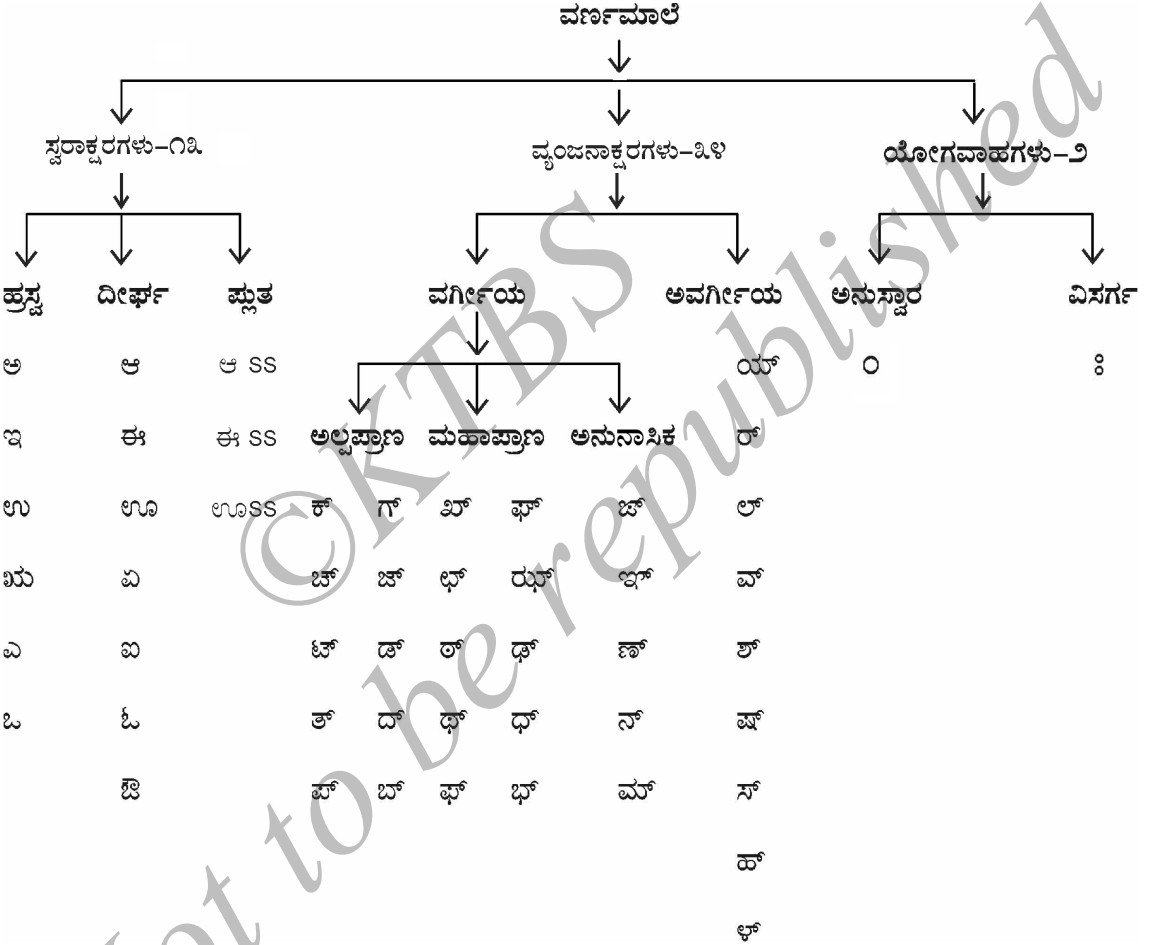 ವರ್ಣಮಾಲೆ
ಸ್ವರಾಕ್ಷರಗಳು–೧೩ ವ್ಯಂಜನಾಕ್ಷರಗಳು–೩೪ ಯೋಗವಾಹಗಳು–೨
ಹ್ರಸ್ವ ದೀರ್ಘ ಪ್ಲುತ ವರ್ಗೀಯ ಅವರ್ಗೀಯ ಅನುಸ್ವಾರ ವಿಸರ್ಗ
ಅ ಆ ಆ ss ಯ್ ಂ ಃ
ಇ ಈ ಈ ss ಅಲ್ಪಪ್ರಾಣ ಮಹಾಪ್ರಾಣ ಅನುನಾಸಿಕ ರ್
ಉ ಊ ಊss ಕ್ ಗ್ ಖ್ ಘ್ ಙ್ ಲ್
ಋ ಏ ಚ್ ಜ್ ಛ್ ಝ್ ಞ್ ವ್
ಎ ಐ ಟ್ ಡ್ ಠ್ ಢ್ ಣ್ ಶ್
ಒ ಓ ತ್ ದ್ ಥ್ ಧ್ ನ್ ಷ್
ಔ ಪ್ ಬ್ ಫ್ ಭ್ ಮ್ ಸ್
ಹ್
ಳ್
©KTBS
Not to be republished